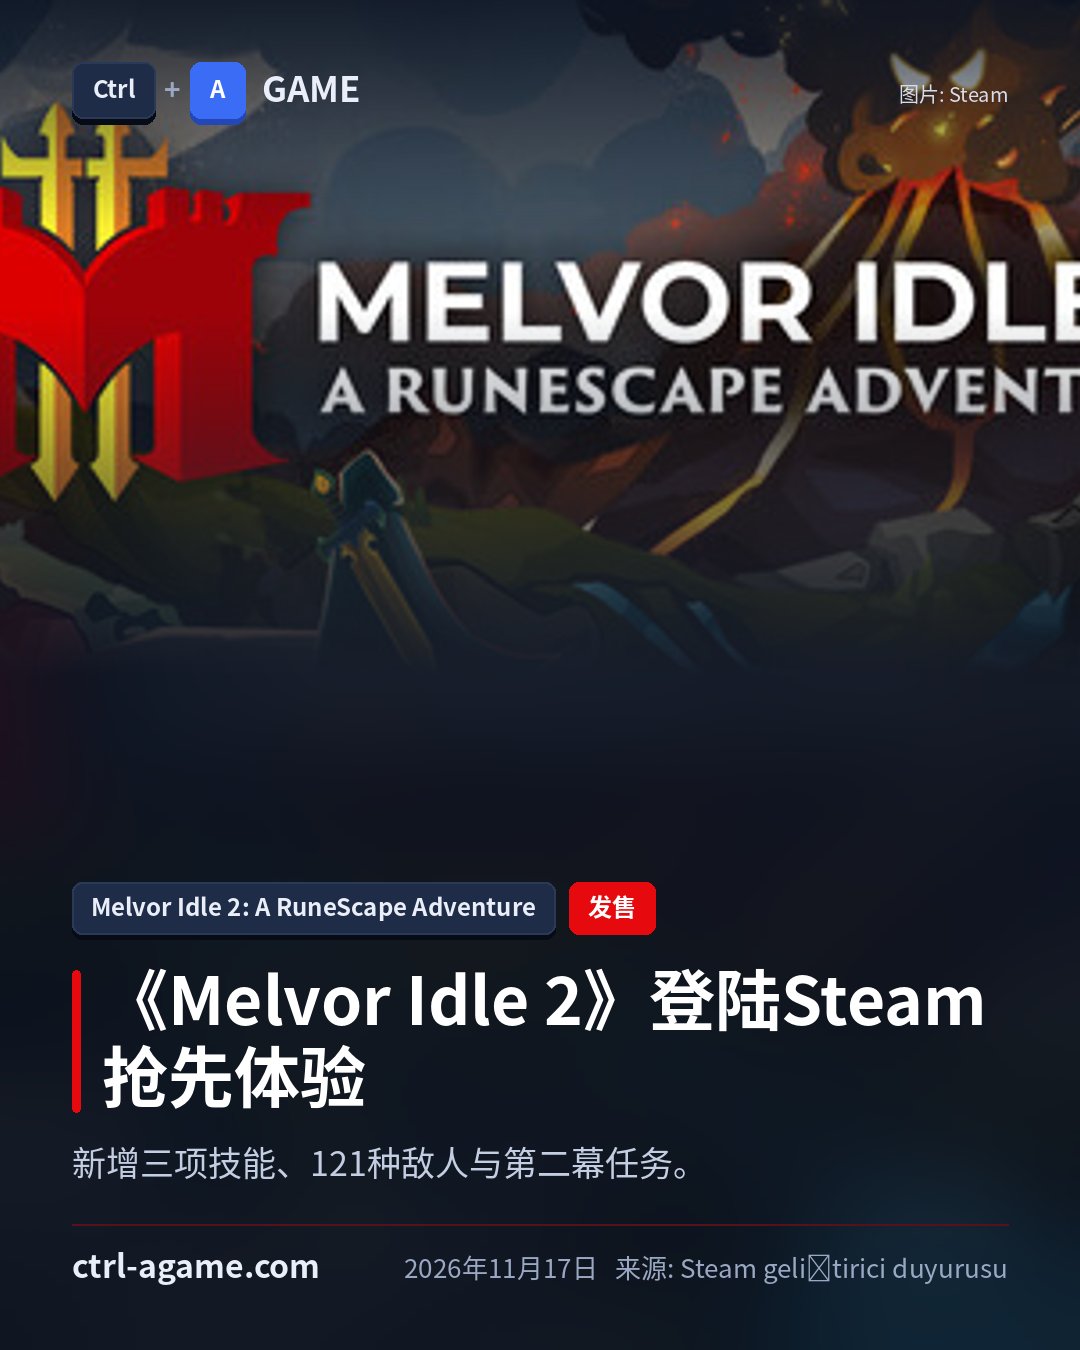 Ctrl + A GAME
图片: Steam
MELVOR IDLE
A RUNESCAPE ADVENT
Melvor Idle 2: A RuneScape Adventure
发售
《Melvor Idle 2》登陆Steam
抢先体验
新增三项技能、121种敌人与第二幕任务。
ctrl-agame.com
2026年11月17日 来源: Steam geli☒tirici duyurusu